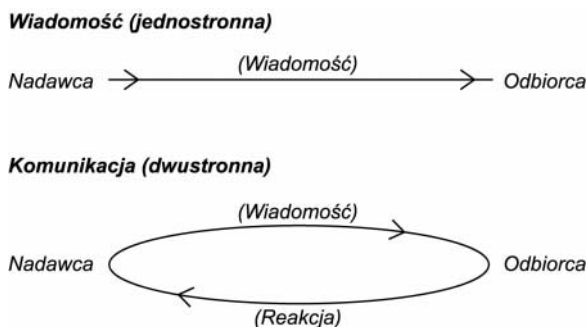 Wiadomość (jednostronna)
(Wiadomość)
Nadawca
Odbiorca
Komunikacja (dwustronna)
(Wiadomość)
Nadawca
Odbiorca
(Reakcja)